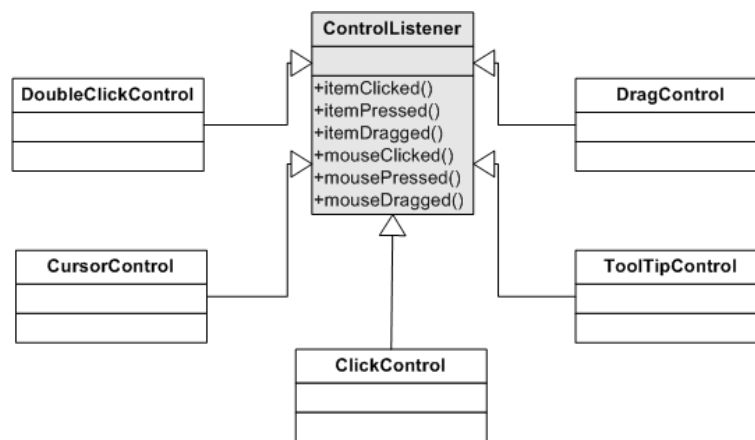 ControlListener
+itemClicked()
+itemPressed()
+itemDragged()
+mouseClicked()
+mousePressed()
+mouseDragged()
DoubleClickControl
DragControl
CursorControl
ToolTipControl
ClickControl